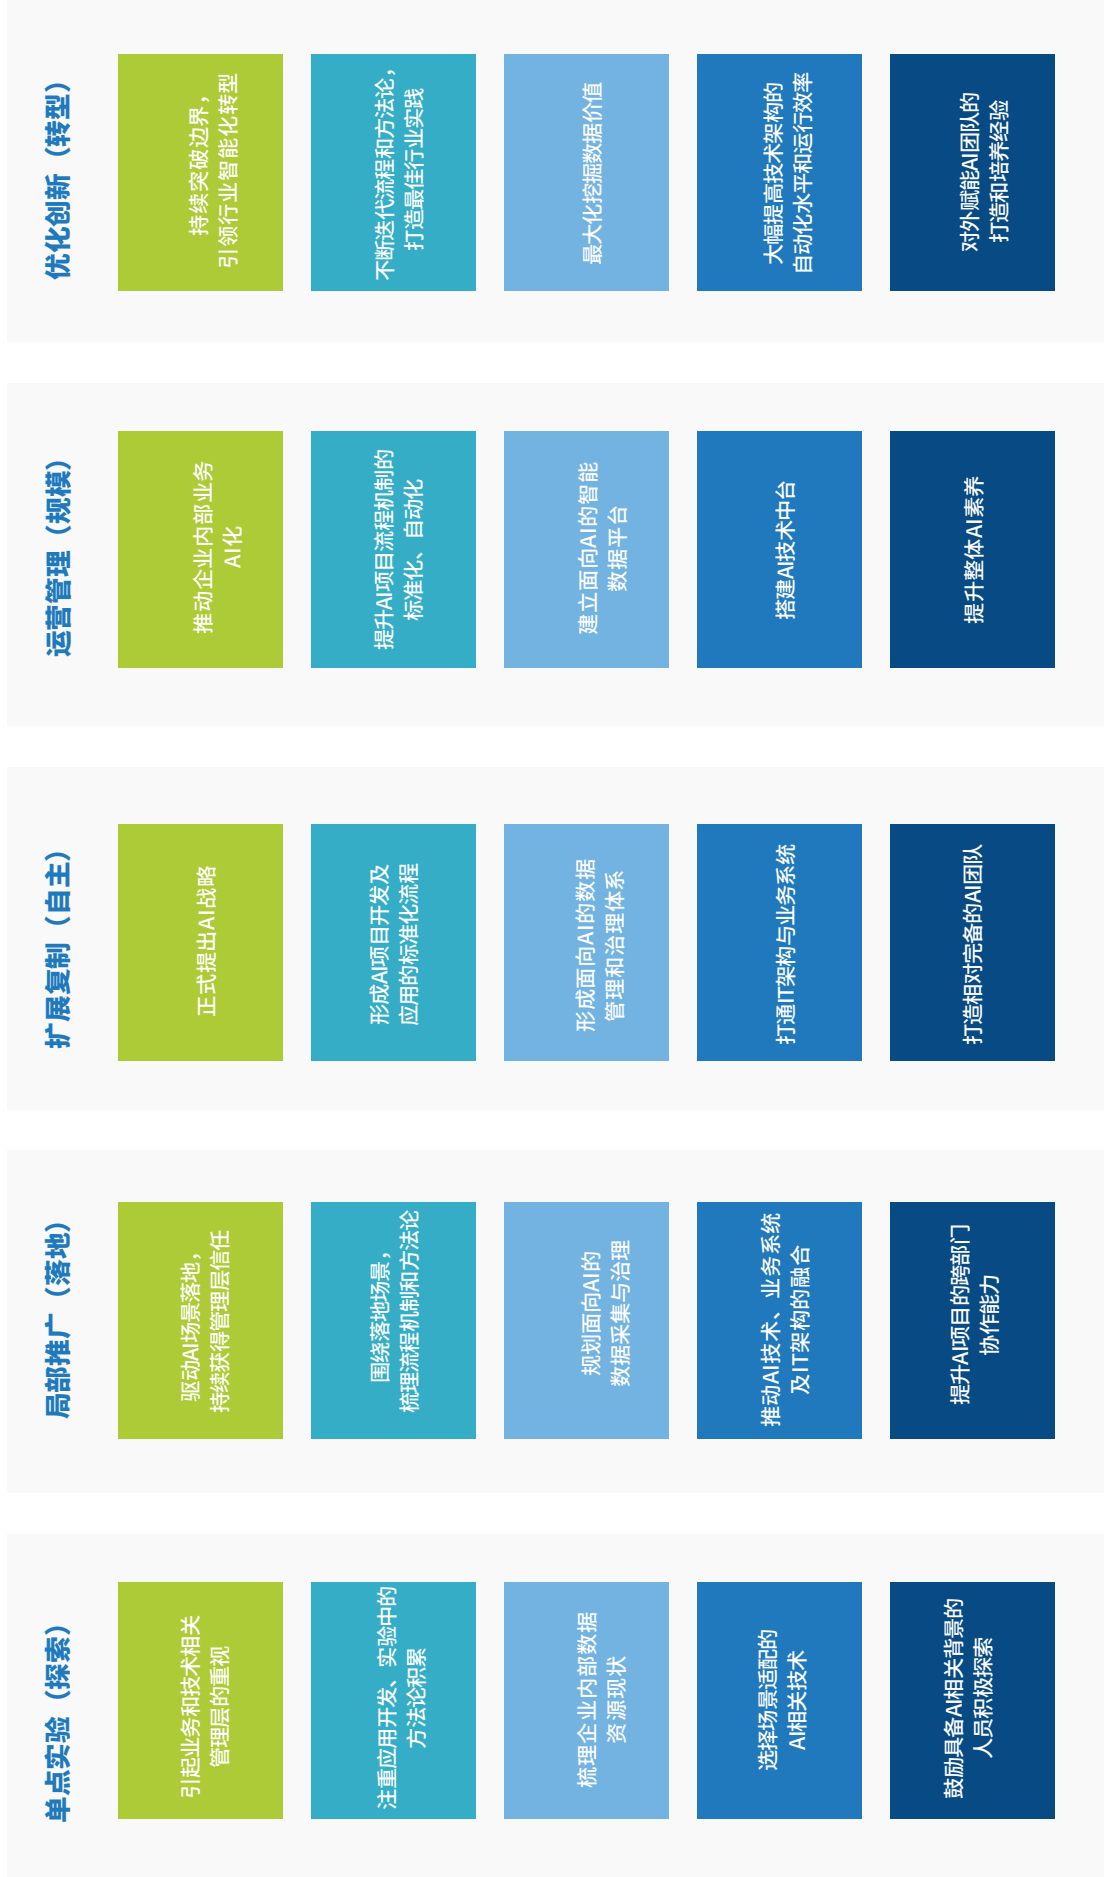 单点实验（探索）
引起业务和技术相关
管理层的重视
注重应用开发、实验中的
方法论积累
梳理企业内部数据
资源现状
选择场景适配的
AI相关技术
鼓励具备AI相关背景的
人员积极探索
局部推广（落地）
驱动AI场景落地，
持续获得管理层信任
围绕落地场景，
梳理流程机制和方法论
规划面向AI的
数据采集与治理
推动AI技术、业务系统
及IT架构的融合
提升AI项目的跨部门
协作能力
扩展复制（自主）
正式提出AI战略
形成AI项目开发及
应用的标准化流程
形成面向AI的数据
管理和治理体系
打通IT架构与业务系统
打造相对完备的AI团队
运营管理（规模）
推动企业内部业务
AI化
提升AI项目流程机制的
标准化、自动化
建立面向AI的智能
数据平台
搭建AI技术中台
提升整体AI素养
优化创新（转型）
持续突破边界，
引领行业智能化转型
不断迭代流程和方法论，
打造最佳行业实践
最大化挖掘数据价值
大幅提高技术架构的
自动化水平和运行效率
对外赋能AI团队的
打造和培养经验